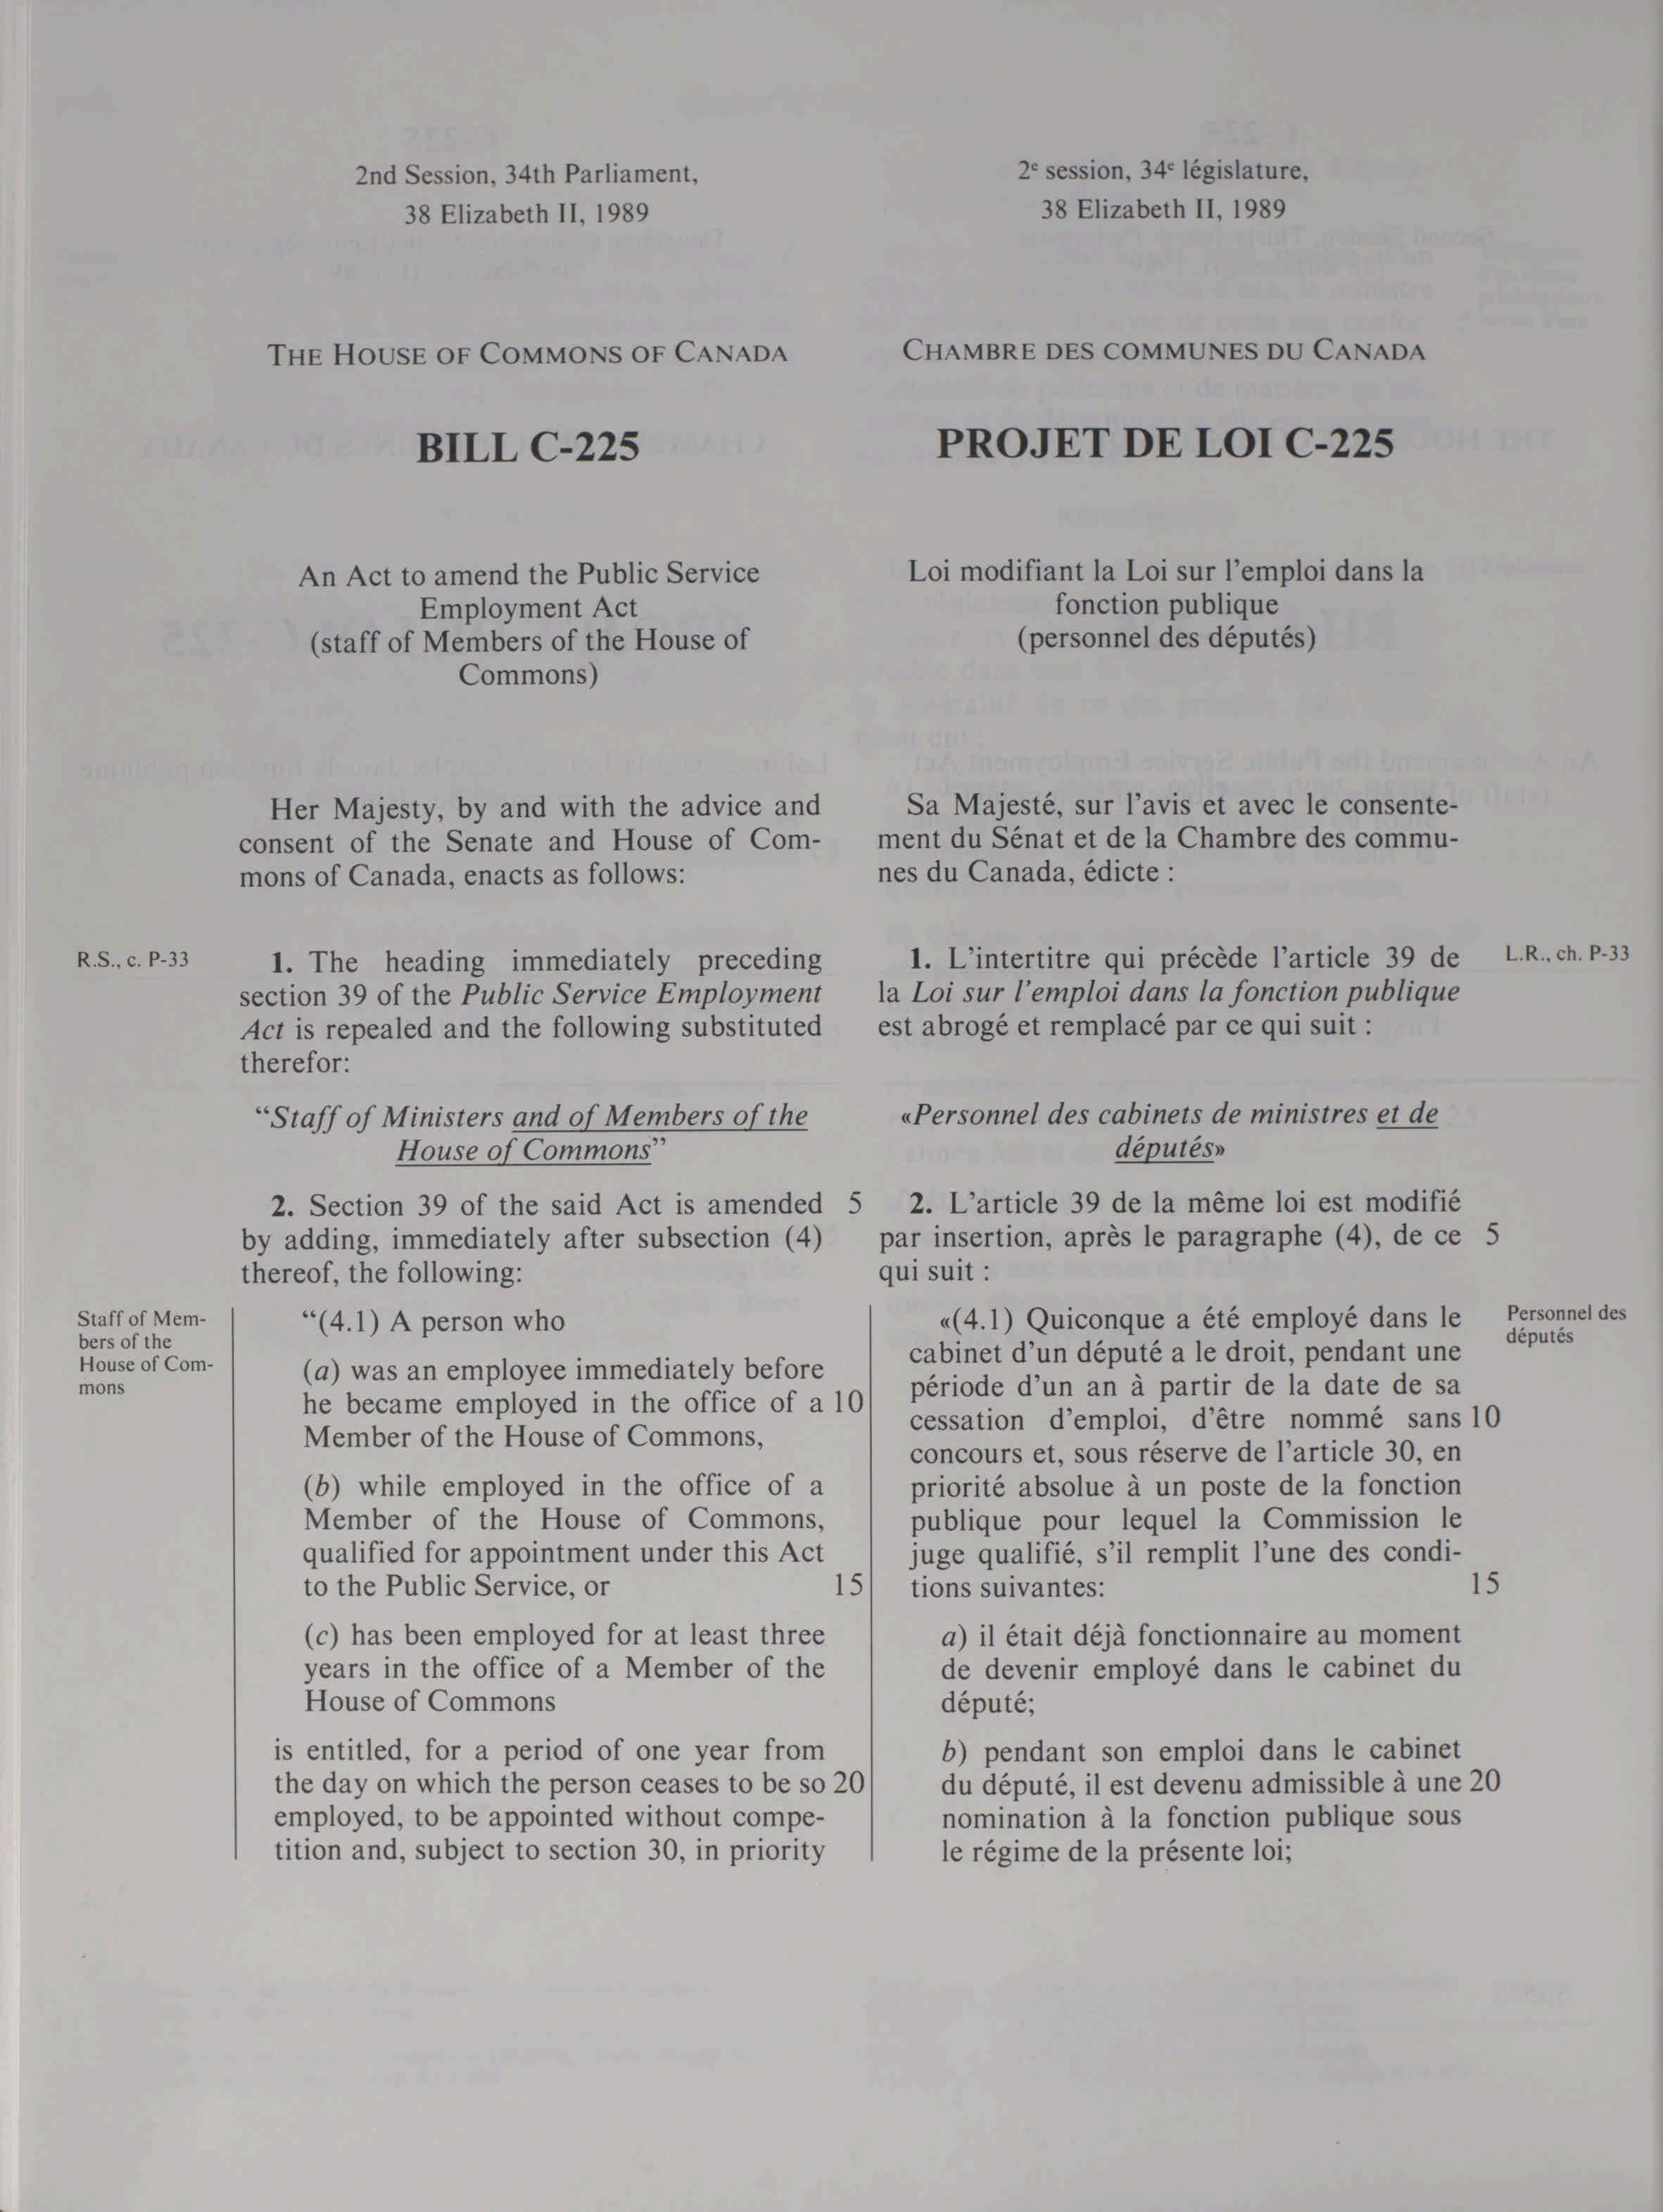 2nd Session, 34th Parliament,
38 Elizabeth II, 1989
THE HOUSE OF COMMONS OF CANADA
BILL C-225
An Act to amend the Public Service
Employment Act
(staff of Members of the House of
Commons)
Her Majesty, by and with the advice and
consent of the Senate and House of Com-
mons of Canada, enacts as follows:
R.S., c. P-33
1. The heading immediately preceding
section 39 of the Public Service Employment
Act is repealed and the following substituted
therefor:
“Staff of Ministers and of Members of the
House of Commons”
2. Section 39 of the said Act is amended 5
by adding, immediately after subsection (4)
thereof, the following:
Staff of Mem-
bers of the
House of Com-
mons
“(4.1) A person who
(a) was an employee immediately before
he became employed in the office of a 10
Member of the House of Commons,
(b) while employed in the office of a
Member of the House of Commons,
qualified for appointment under this Act
to the Public Service, or 15
(c) has been employed for at least three
years in the office of a Member of the
House of Commons
is entitled, for a period of one year from
the day on which the person ceases to be so 20
employed, to be appointed without compe-
tition and, subject to section 30, in priority
2e session, 34e législature,
38 Elizabeth II, 1989
CHAMBRE DES COMMUNES DU CANADA
PROJET DE LOI C-225
Loi modifiant la Loi sur l’emploi dans la
fonction publique
(personnel des députés)
Sa Majesté, sur l’avis et avec le consente-
ment du Sénat et de la Chambre des commu-
nes du Canada, édicte :
1. L’intertitre qui précède l’article 39 de
la Loi sur l’emploi dans la fonction publique
est abrogé et remplacé par ce qui suit :
L.R., ch. P-33
«Personnel des cabinets de ministres et de
députés»
2. L’article 39 de la même loi est modifié
par insertion, après le paragraphe (4), de ce 5
qui suit :
«(4.1) Quiconque a été employé dans le
cabinet d’un député a le droit, pendant une
période d’un an à partir de la date de sa
cessation d’emploi, d’être nommé sans 10
concours et, sous réserve de l’article 30, en
priorité absolue à un poste de la fonction
publique pour lequel la Commission le
juge qualifié, s’il remplit l’une des condi-
tions suivantes: 15
Personnel des
députés
a) il était déjà fonctionnaire au moment
de devenir employé dans le cabinet du
député;
b) pendant son emploi dans le cabinet
du député, il est devenu admissible à une 20
nomination à la fonction publique sous
le régime de la présente loi;